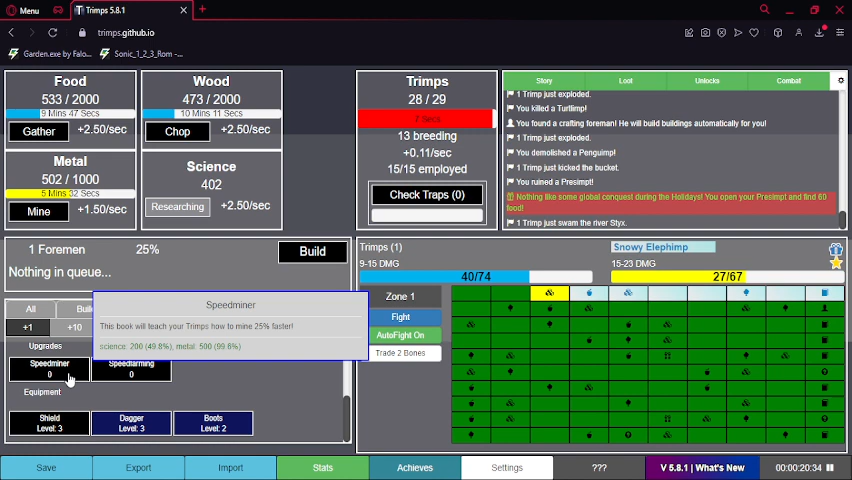 Menu
Trimps 5.8.1
trimps.github.io
Garden.exe by Falo...
Sonic_1_2_3_Rom -...
Food
533 / 2000
9 Mins 47 Secs
Gather
+2.50/sec
Wood
473 / 2000
10 Mins 11 Secs
Chop
+2.50/sec
Metal
502 / 1000
5 Mins 32 Secs
Mine
+1.50/sec
Science
402
Researching
+2.50/sec
Trimps
28 / 29
7 Secs
13 breeding
+0.11/sec
15/15 employed
Check Traps (0)
Story
Loot
Unlocks
Combat
1 Trimp just exploded.
You killed a Turtlimp!
You found a crafting foreman! He will build buildings automatically for you!
1 Trimp just exploded.
You demolished a Penguimp!
1 Trimp just kicked the bucket.
You ruined a Presimpt!
Nothing like some global conquest during the Holidays! You open your Presimpt and find 60
food!
1 Trimp just swam the river Styx.
1 Foremen
25%
Build
Nothing in queue...
All
Buil
+1
+10
Speedminer
This book will teach your Trimps how to mine 25% faster!
science: 200 (49.8%), metal: 500 (99.6%)
Upgrades
Speedminer
0
Speedfarming
0
Equipment
Shield
Level: 3
Dagger
Level: 3
Boots
Level: 2
Trimps (1)
9-15 DMG
40/74
Snowy Elephimp
15-23 DMG
27/67
Zone 1
Fight
AutoFight On
Trade 2 Bones
Save
Export
Import
Stats
Achieves
Settings
???
V 5.8.1 | What's New
00:00:20:34